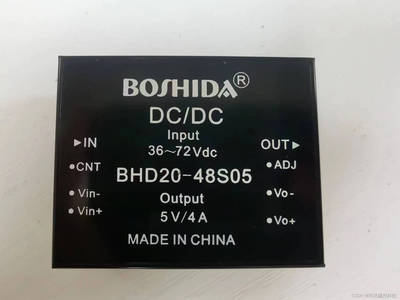 BOSHIDA®
DC/DC
▸IN
Input
OUT▸
36~72Vdc
•CNT
•ADJ
BHD20-48S05
•Vin-
Output
•Vo-
•Vin+
5V/4A
•Vo+
MADE IN CHINA